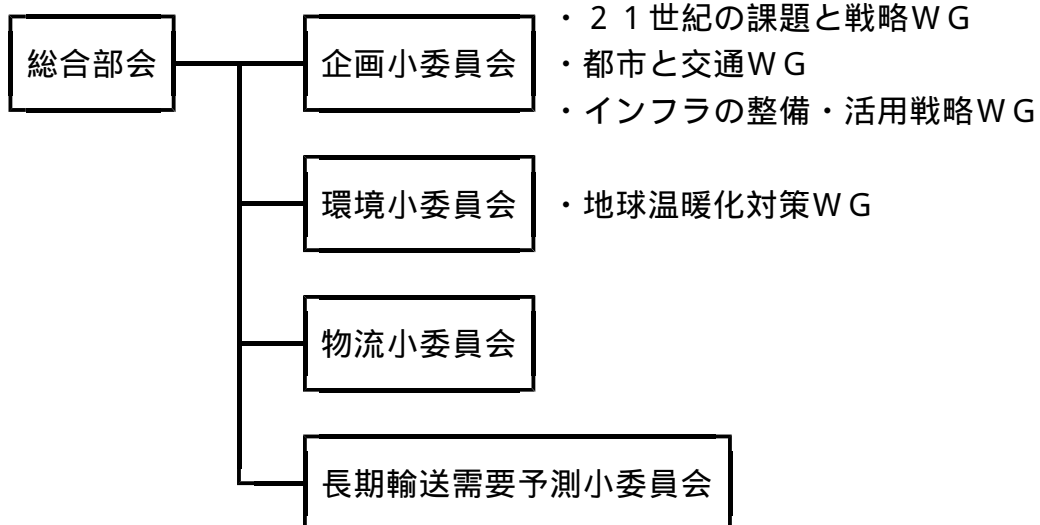 総合部会
企画小委員会
・２１世紀の課題と戦略ＷＧ
・都市と交通ＷＧ
・インフラの整備・活用戦略ＷＧ
環境小委員会
・地球温暖化対策ＷＧ
物流小委員会
長期輸送需要予測小委員会